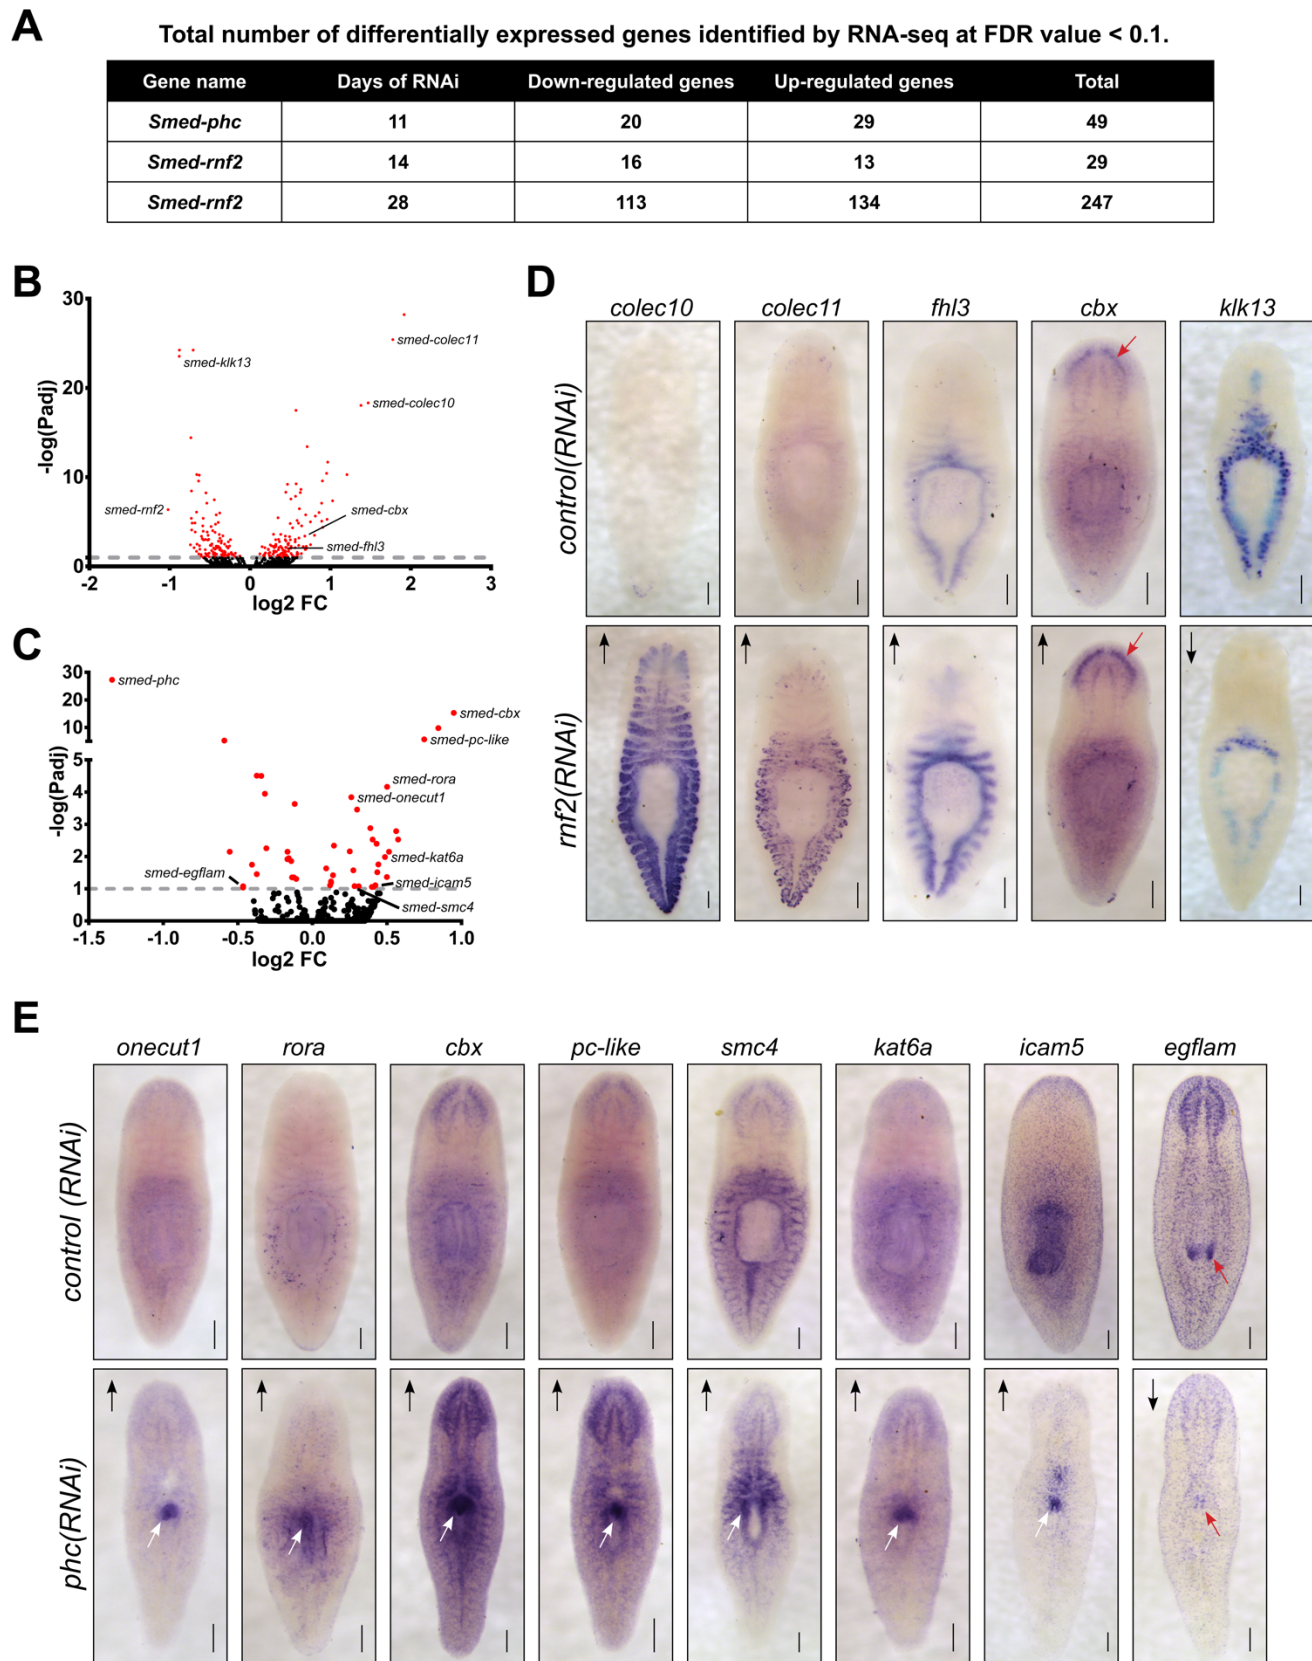 A
Total number of differentially expressed genes identified by RNA-seq at FDR value < 0.1.
Gene name Days of RNAi Down-regulated genes Up-regulated genes Total
Smed-phc 11 20 29 49
Smed-rnf2 14 16 13 29
Smed-rnf2 28 113 134 247
B
30
20
10
0
-log(Padj)
smed-colec11
smed-klk13
smed-colec10
smed-rnf2
smed-cbx
smed-fhl3
-2 -1 0 1 2 3
log2 FC
C
30
20
10
5
4
3
2
1
0
-log(Padj)
smed-phc
smed-cbx
smed-pc-like
smed-rora
smed-onecut1
smed-kat6a
smed-egflam
smed-icam5
smed-smc4
-1.5 -1.0 -0.5 0.0 0.5 1.0
log2 FC
D
colec10 colec11 fhl3 cbx klk13
control(RNAi)
rnf2(RNAi)
E
onecut1 rora cbx pc-like smc4 kat6a icam5 egflam
control (RNAi)
phc(RNAi)